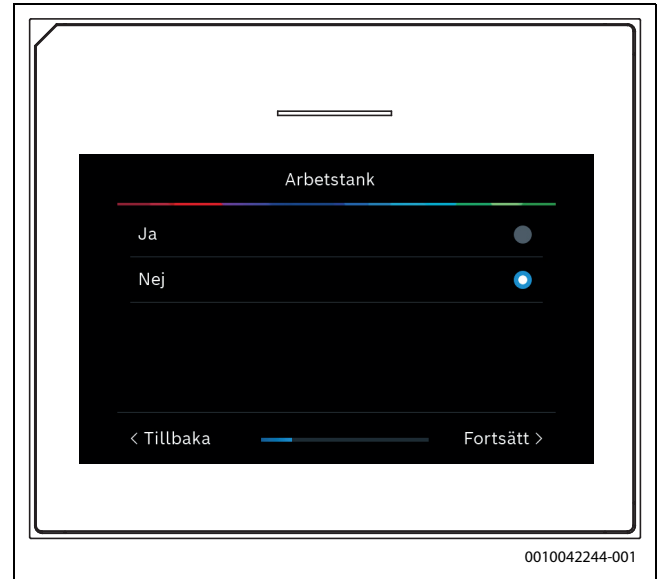 Arbetstank
Ja
Nej
< Tillbaka
Fortsätt >
0010042244-001